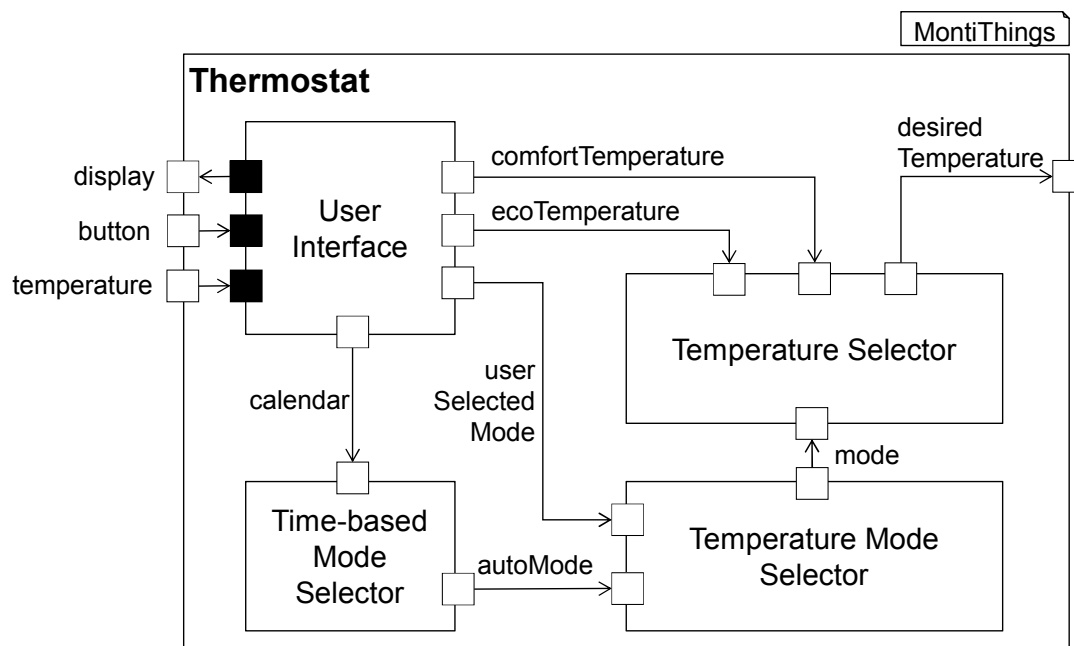 MontiThings
Thermostat
display
button
temperature
User
Interface
comfortTemperature
ecoTemperature
desired
Temperature
Temperature Selector
calendar
user
Selected
Mode
mode
Time-based
Mode
Selector
autoMode
Temperature Mode
Selector